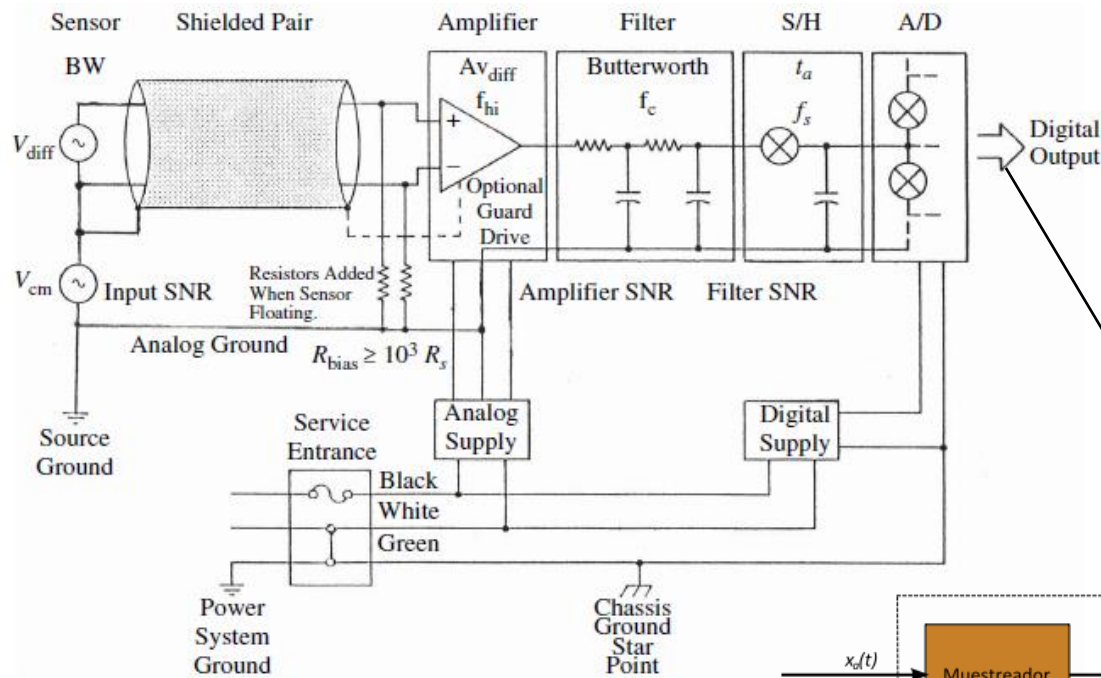 Sensor
Shielded Pair
Amplifier
Filter
S/H
A/D
BW
Av_diff
f_hi
Butterworth
f_c
t_a
f_s
V_diff
+
−
Digital
Output
Optional
Guard
Drive
V_cm
Input SNR
Resistors Added
When Sensor
Floating.
Amplifier SNR
Filter SNR
Analog Ground
R_bias ≥ 10³ R_s
Source
Ground
Service
Entrance
Analog
Supply
Digital
Supply
Black
White
Green
Power
System
Ground
Chassis
Ground
Star
Point
x_a(t)
Muestreador